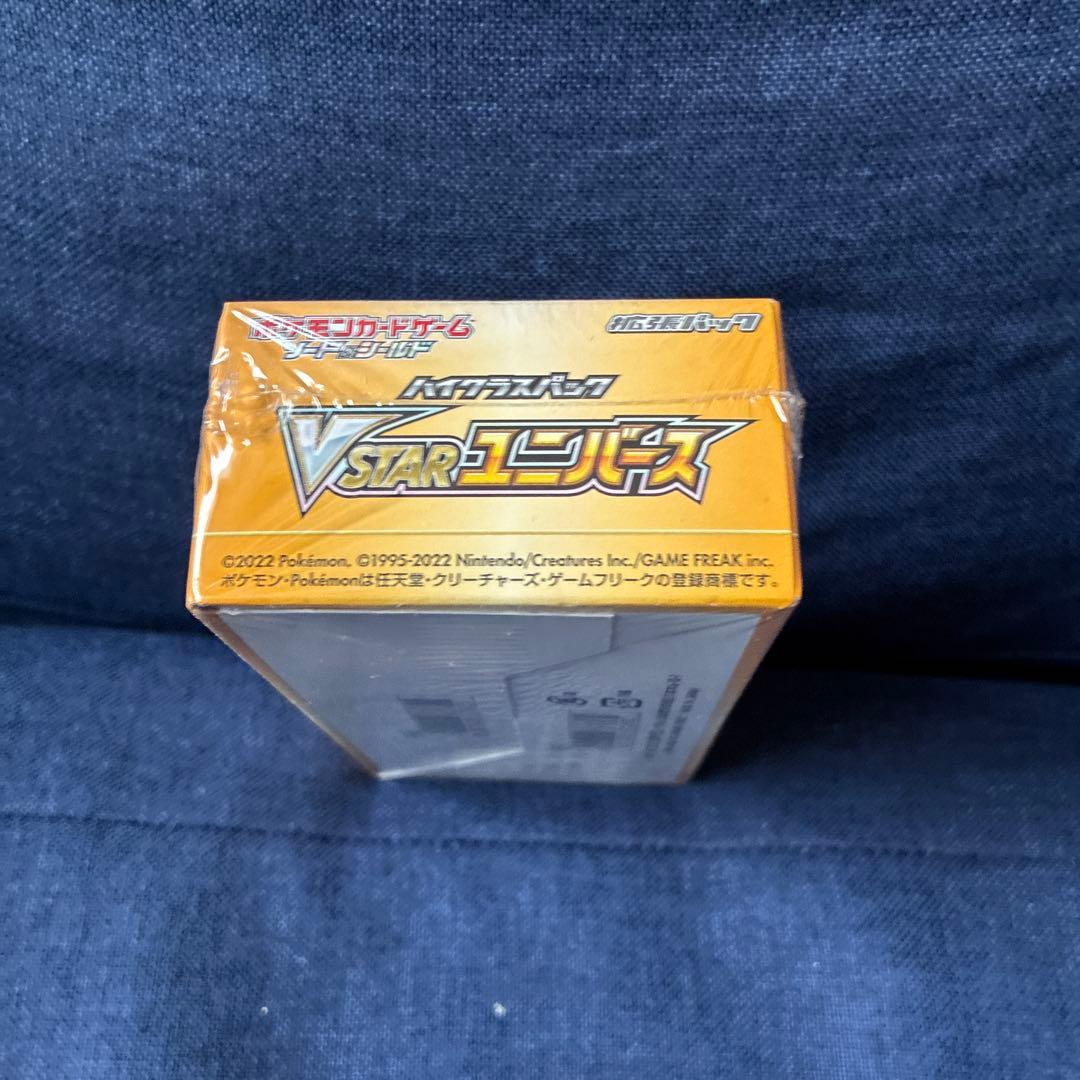 ポケモンカードゲーム
ソード&シールド
拡張パック
ハイクラスパック
VSTARユニバース
©2022 Pokémon. ©1995-2022 Nintendo/Creatures Inc./GAME FREAK inc.
ポケモン・Pokémonは任天堂・クリーチャーズ・ゲームフリークの登録商標です。